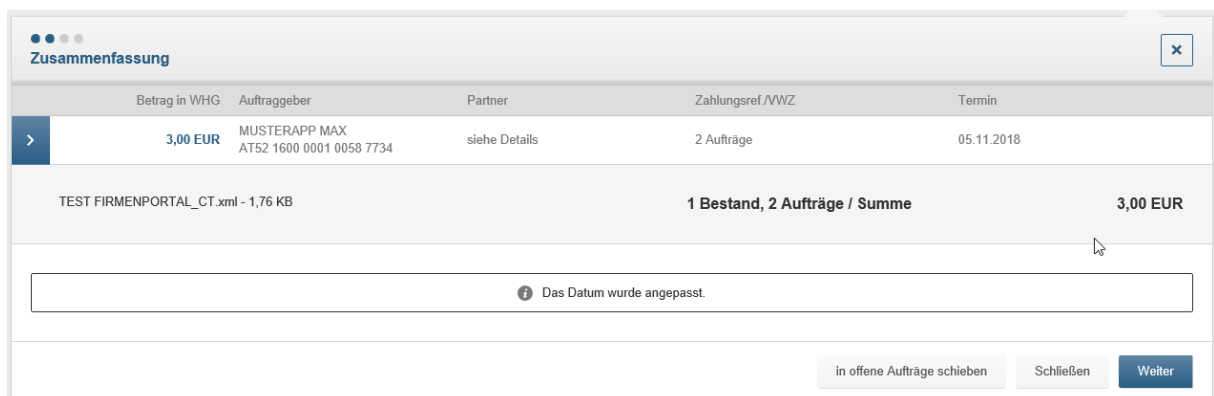 Zusammenfassung
Betrag in WHG Auftraggeber Partner Zahlungsref./VWZ Termin
3,00 EUR MUSTERAPP MAX siehe Details 2 Aufträge 05.11.2018
AT52 1600 0001 0058 7734
TEST FIRMENPORTAL_CT.xml - 1,76 KB 1 Bestand, 2 Aufträge / Summe 3,00 EUR
Das Datum wurde angepasst.
in offene Aufträge schieben Schließen Weiter